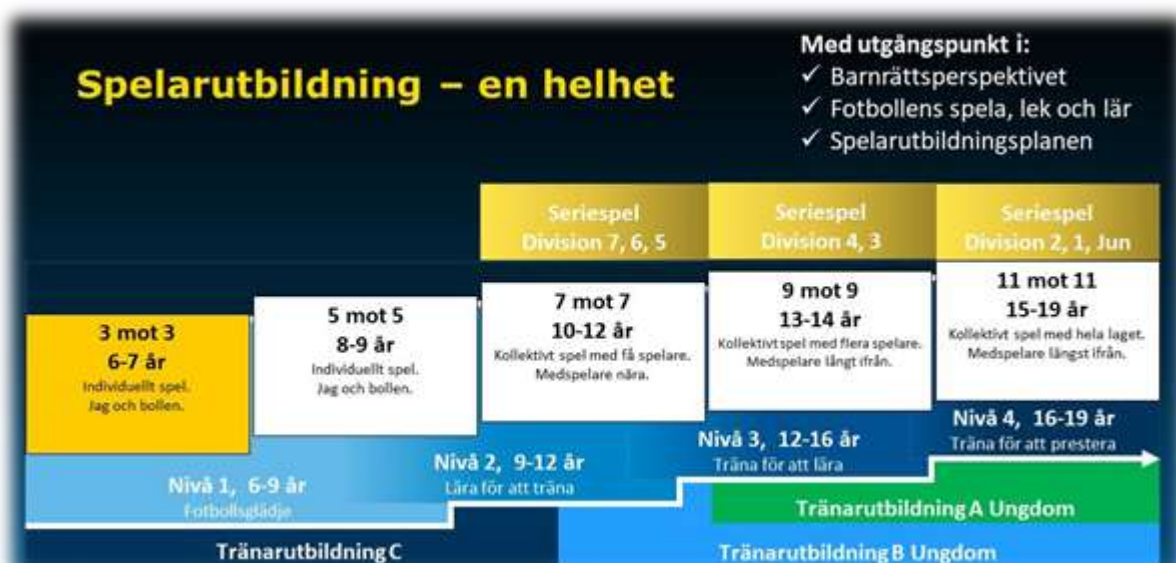 Spelarutbildning – en helhet
Med utgångspunkt i:
✓ Barnrättsperspektivet
✓ Fotbollens spela, lek och lär
✓ Spelarutbildningsplanen
Seriespel
Division 7, 6, 5
Seriespel
Division 4, 3
Seriespel
Division 2, 1, Jun
3 mot 3
6-7 år
Individuellt spel.
Jag och bollen.
5 mot 5
8-9 år
Individuellt spel.
Jag och bollen.
7 mot 7
10-12 år
Kollektivt spel med få spelare.
Medspelare nära.
9 mot 9
13-14 år
Kollektivt spel med flera spelare.
Medspelare långt ifrån.
11 mot 11
15-19 år
Kollektivt spel med hela laget.
Medspelare längst ifrån.
Nivå 1, 6-9 år
Fotbollsglädje
Nivå 2, 9-12 år
Lära för att träna
Nivå 3, 12-16 år
Träna för att lära
Nivå 4, 16-19 år
Träna för att prestera
Tränarutbildning A Ungdom
Tränarutbildning C
Tränarutbildning B Ungdom